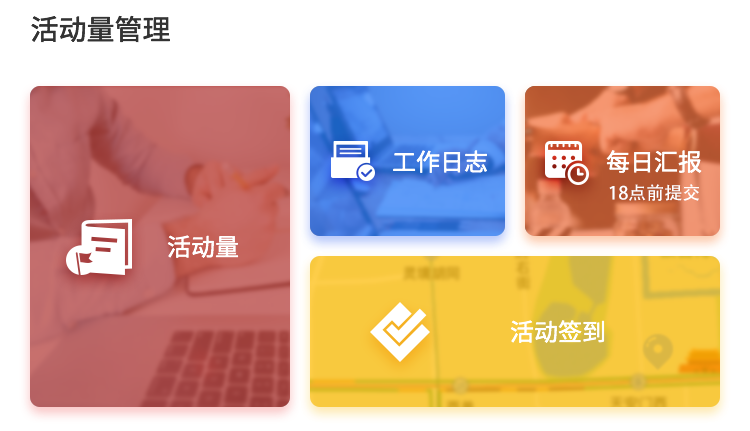 活动量管理
活动量
工作日志
每日汇报
18点前提交
活动签到